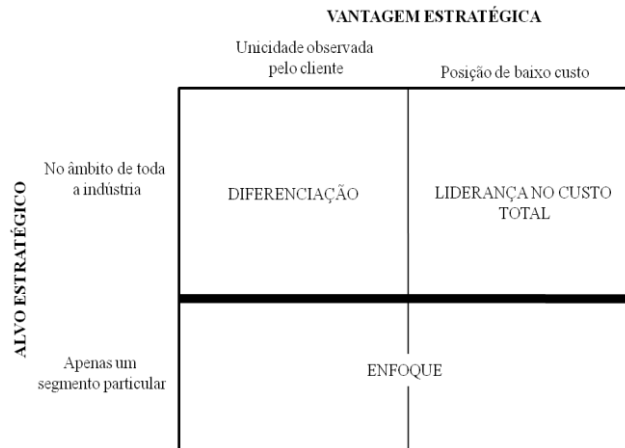 VANTAGEM ESTRATÉGICA
Unicidade observada
pelo cliente
Posição de baixo custo
ALVO ESTRATÉGICO
No âmbito de toda
a indústria
DIFERENCIAÇÃO
LIDERANÇA NO CUSTO
TOTAL
Apenas um
segmento particular
ENFOQUE